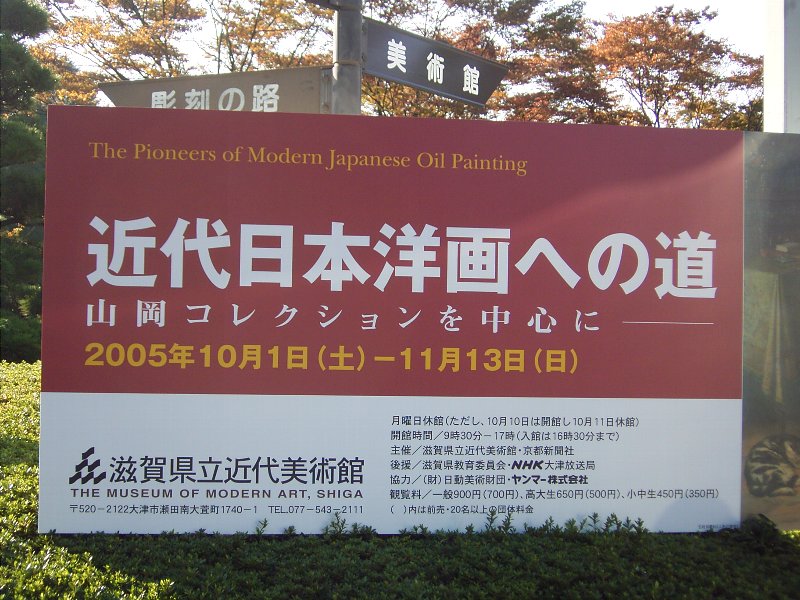 美術館
彫刻の路
The Pioneers of Modern Japanese Oil Painting
近代日本洋画への道
山岡コレクションを中心に
2005年10月1日(土)－11月13日(日)
月曜日休館(ただし、10月10日は開館し10月11日休館)
開館時間／9時30分－17時(入館は16時30分まで)
主催／滋賀県立近代美術館・京都新聞社
後援／滋賀県教育委員会・NHK大津放送局
協力／(財)日動美術財団・ヤンマー株式会社
観覧料／一般900円(700円)、高大生650円(500円)、小中生450円(350円)
( )内は前売・20名以上の団体料金
滋賀県立近代美術館
THE MUSEUM OF MODERN ART, SHIGA
〒520－2122大津市瀬田南大萱町1740－1 TEL.077－543－2111